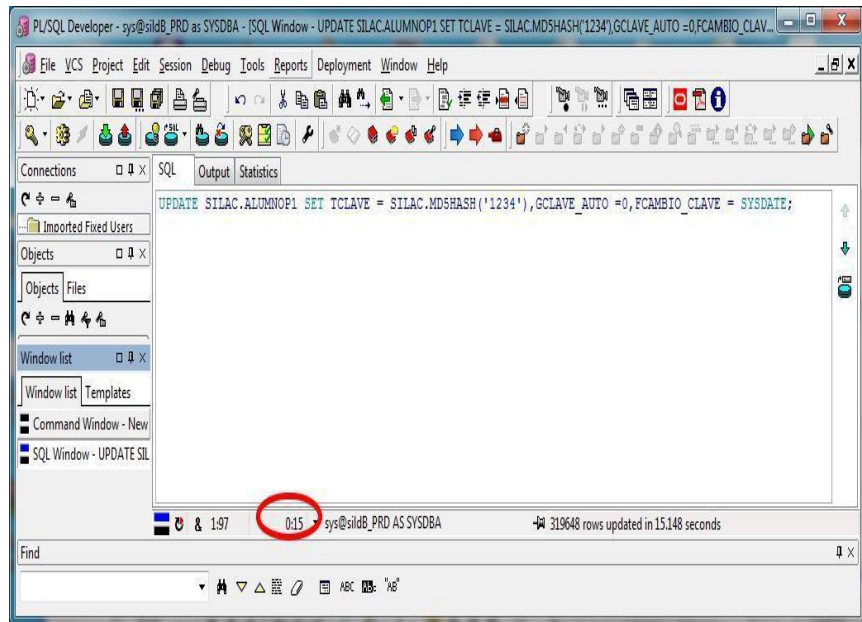 PL/SQL Developer - sys@sildB_PRD as SYSDBA - [SQL Window - UPDATE SILAC.ALUMNOP1 SET TCLAVE = SILAC.MD5HASH('1234'),GCLAVE_AUTO =0,FCAMBIO_CLAV...
File VCS Project Edit Session Debug Tools Reports Deployment Window Help
Connections
SQL Output Statistics
Imported Fixed Users
UPDATE SILAC.ALUMNOP1 SET TCLAVE = SILAC.MD5HASH('1234'),GCLAVE_AUTO =0,FCAMBIO_CLAVE = SYSDATE;
Objects
Objects Files
Window list
Window list Templates
Command Window - New
SQL Window - UPDATE SIL
& 1:97 0:15 sys@sildB_PRD AS SYSDBA 319648 rows updated in 15.148 seconds
Find
ABC "AB"